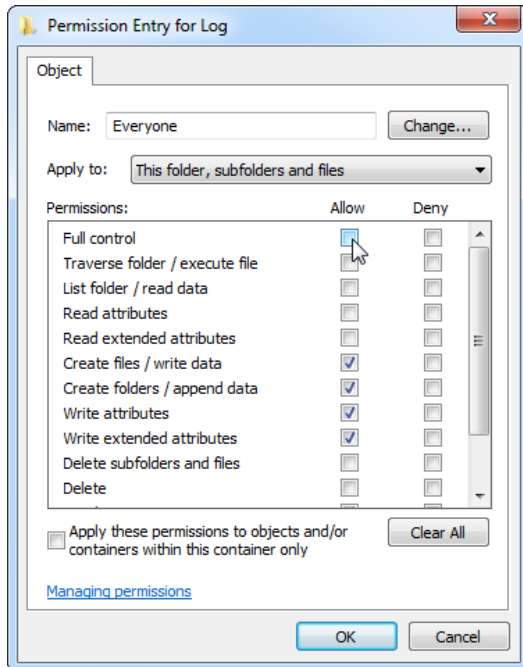 Permission Entry for Log
Object
Name: Everyone Change...
Apply to: This folder, subfolders and files
Permissions: Allow Deny
Full control
Traverse folder / execute file
List folder / read data
Read attributes
Read extended attributes
Create files / write data
Create folders / append data
Write attributes
Write extended attributes
Delete subfolders and files
Delete
Apply these permissions to objects and/or
containers within this container only
Clear All
Managing permissions
OK Cancel